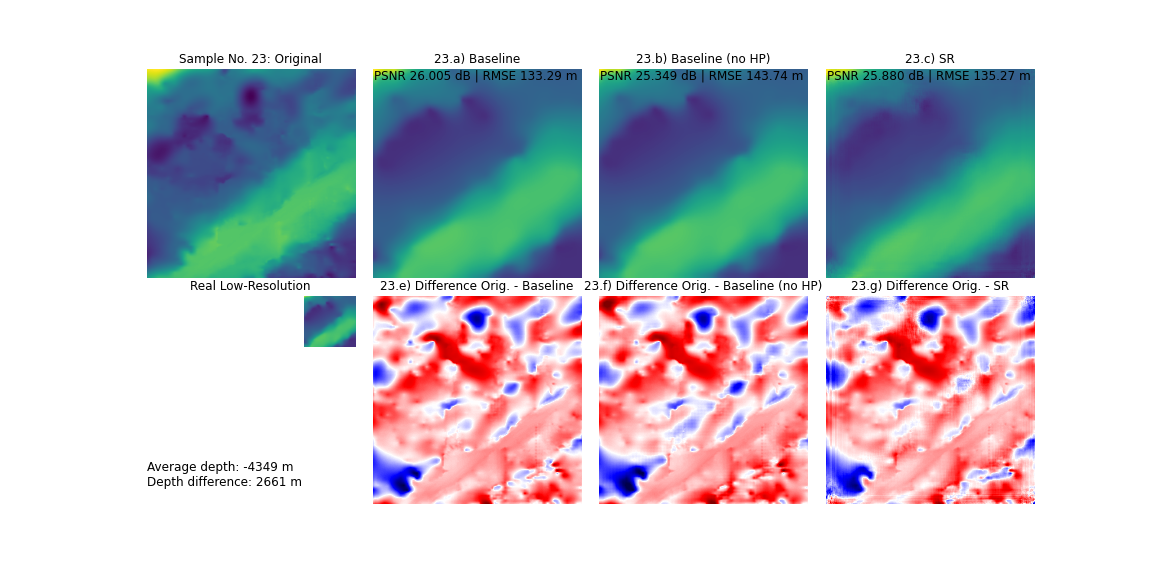 Sample No. 23: Original
23.a) Baseline
23.b) Baseline (no HP)
23.c) SR
PSNR 26.005 dB | RMSE 133.29 m
PSNR 25.349 dB | RMSE 143.74 m
PSNR 25.880 dB | RMSE 135.27 m
Real Low-Resolution
23.e) Difference Orig. - Baseline
23.f) Difference Orig. - Baseline (no HP)
23.g) Difference Orig. - SR
Average depth: -4349 m
Depth difference: 2661 m